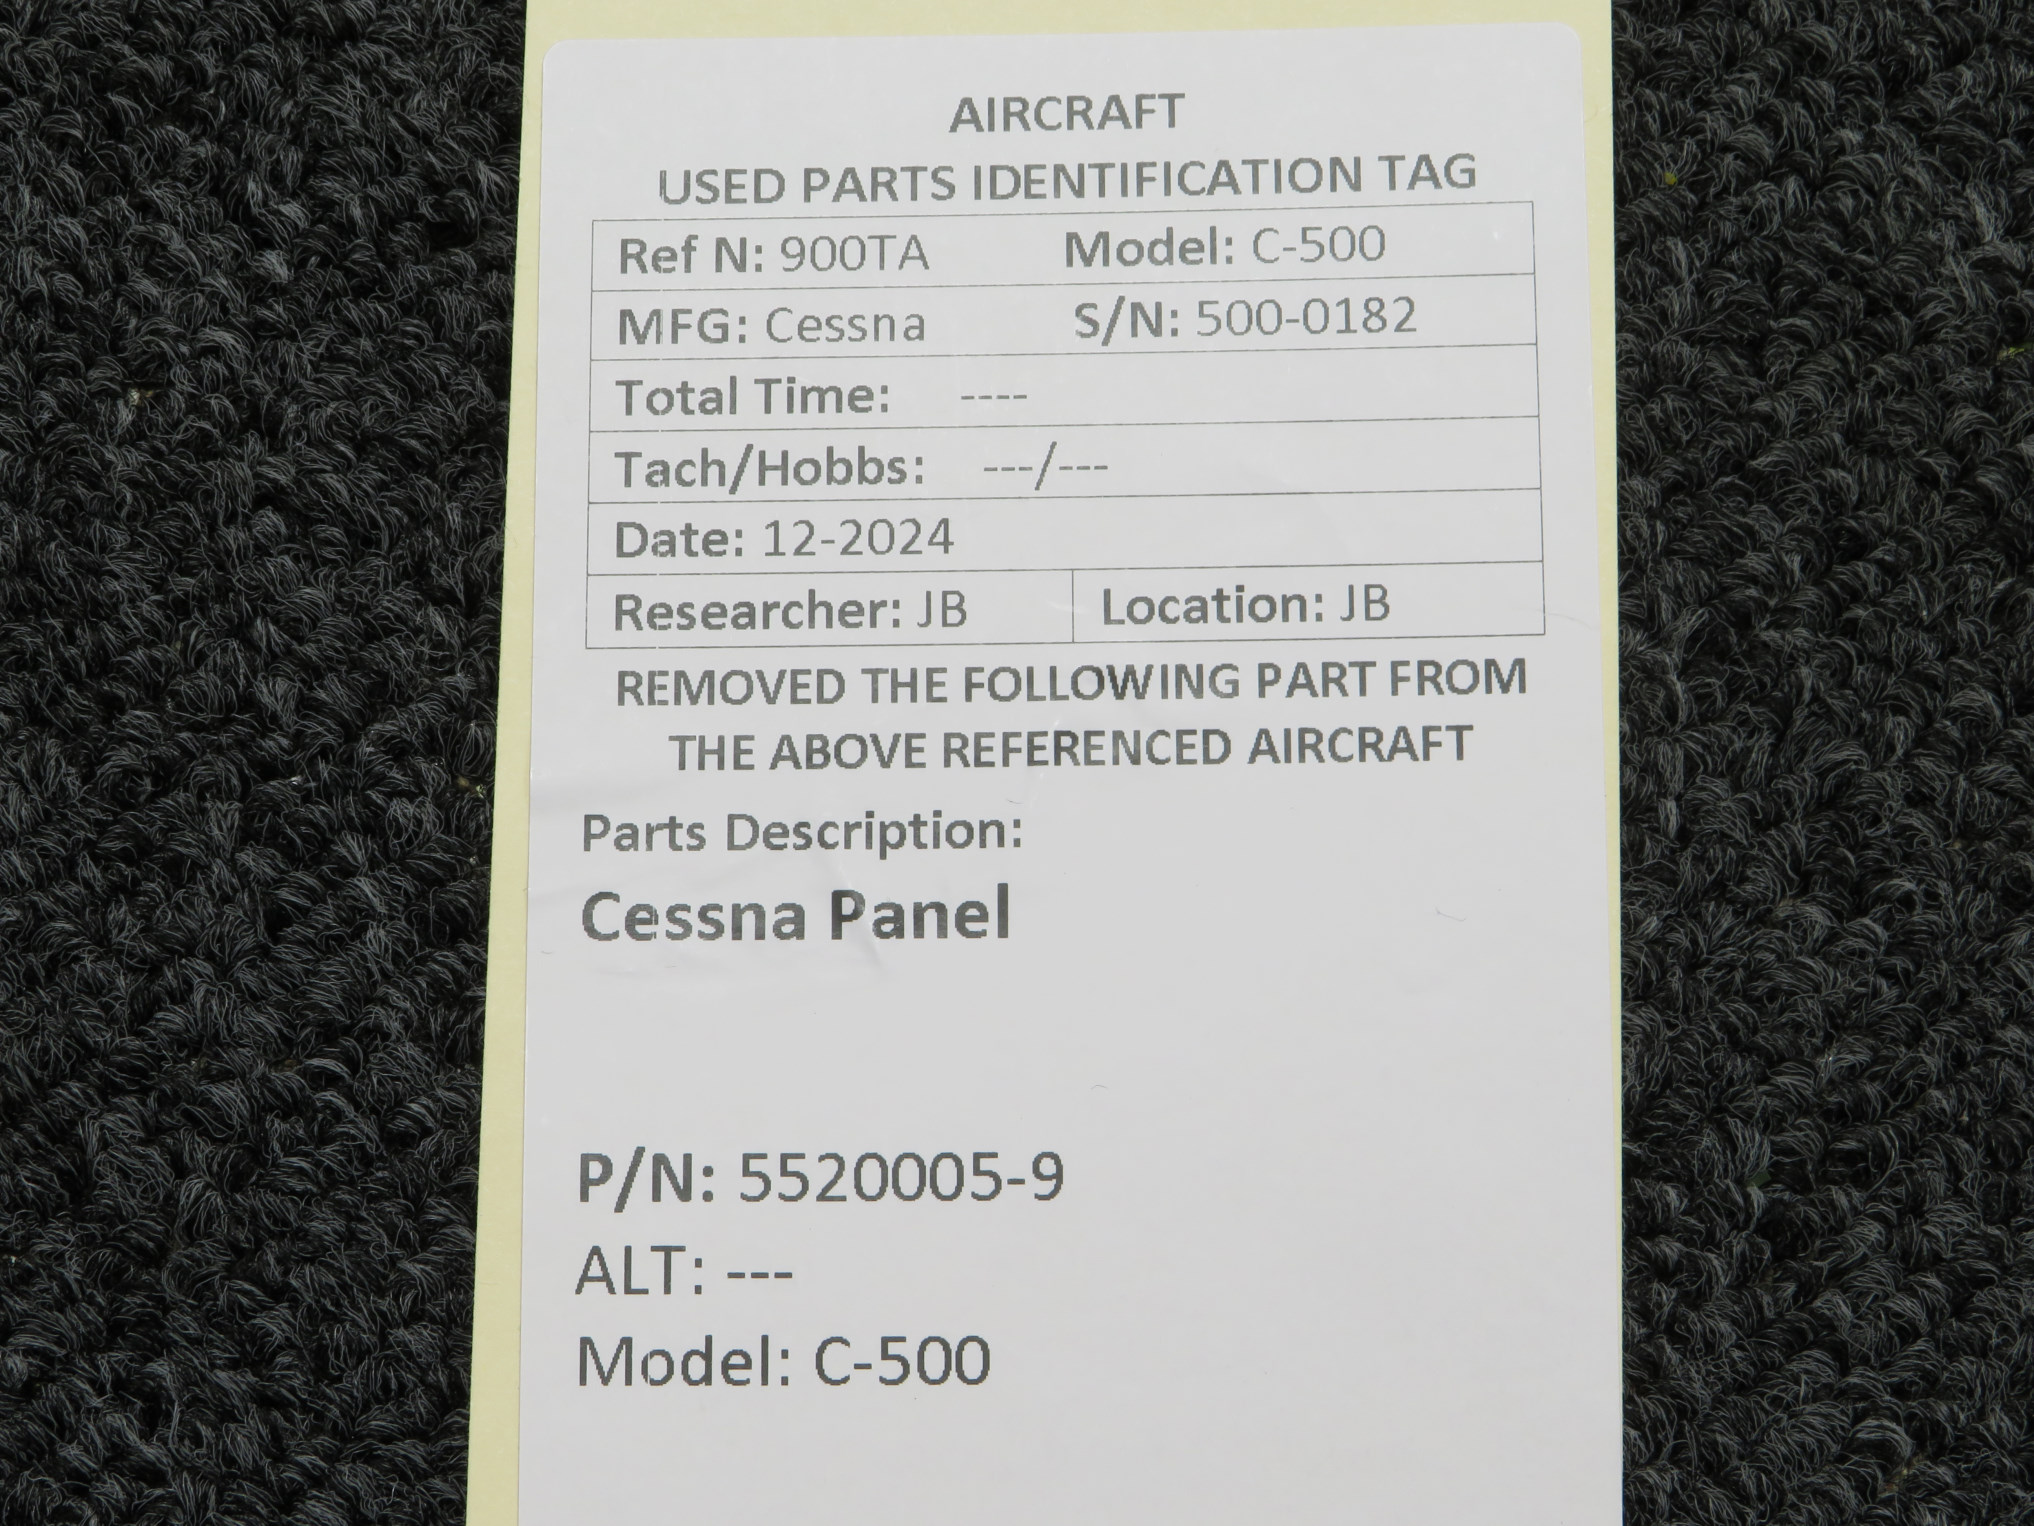 AIRCRAFT
USED PARTS IDENTIFICATION TAG
Ref N: 900TA Model: C-500
MFG: Cessna S/N: 500-0182
Total Time: ----
Tach/Hobbs: ---/---
Date: 12-2024
Researcher: JB Location: JB
REMOVED THE FOLLOWING PART FROM
THE ABOVE REFERENCED AIRCRAFT
Parts Description:
Cessna Panel
P/N: 5520005-9
ALT: ---
Model: C-500